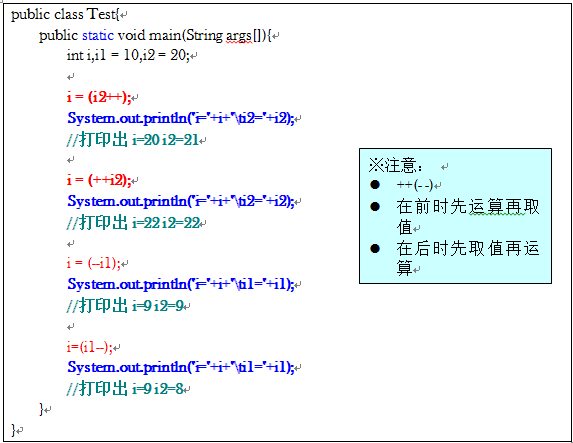 public class Test{
public static void main(String args[]){
int i,i1 = 10,i2 = 20;
i = (i2++);
System.out.println("i="+i+"\ti2="+i2);
//打印出 i=20 i2=21
i = (++i2);
System.out.println("i="+i+"\ti2="+i2);
//打印出 i=22 i2=22
i = (--i1);
System.out.println("i="+i+"\ti1="+i1);
//打印出 i=9 i2=9
i=(i1--);
System.out.println("i="+i+"\ti1="+i1);
//打印出 i=9 i2=8
}
}
※注意：
● ++(--)
● 在前时先运算再取
值
● 在后时先取值再运
算